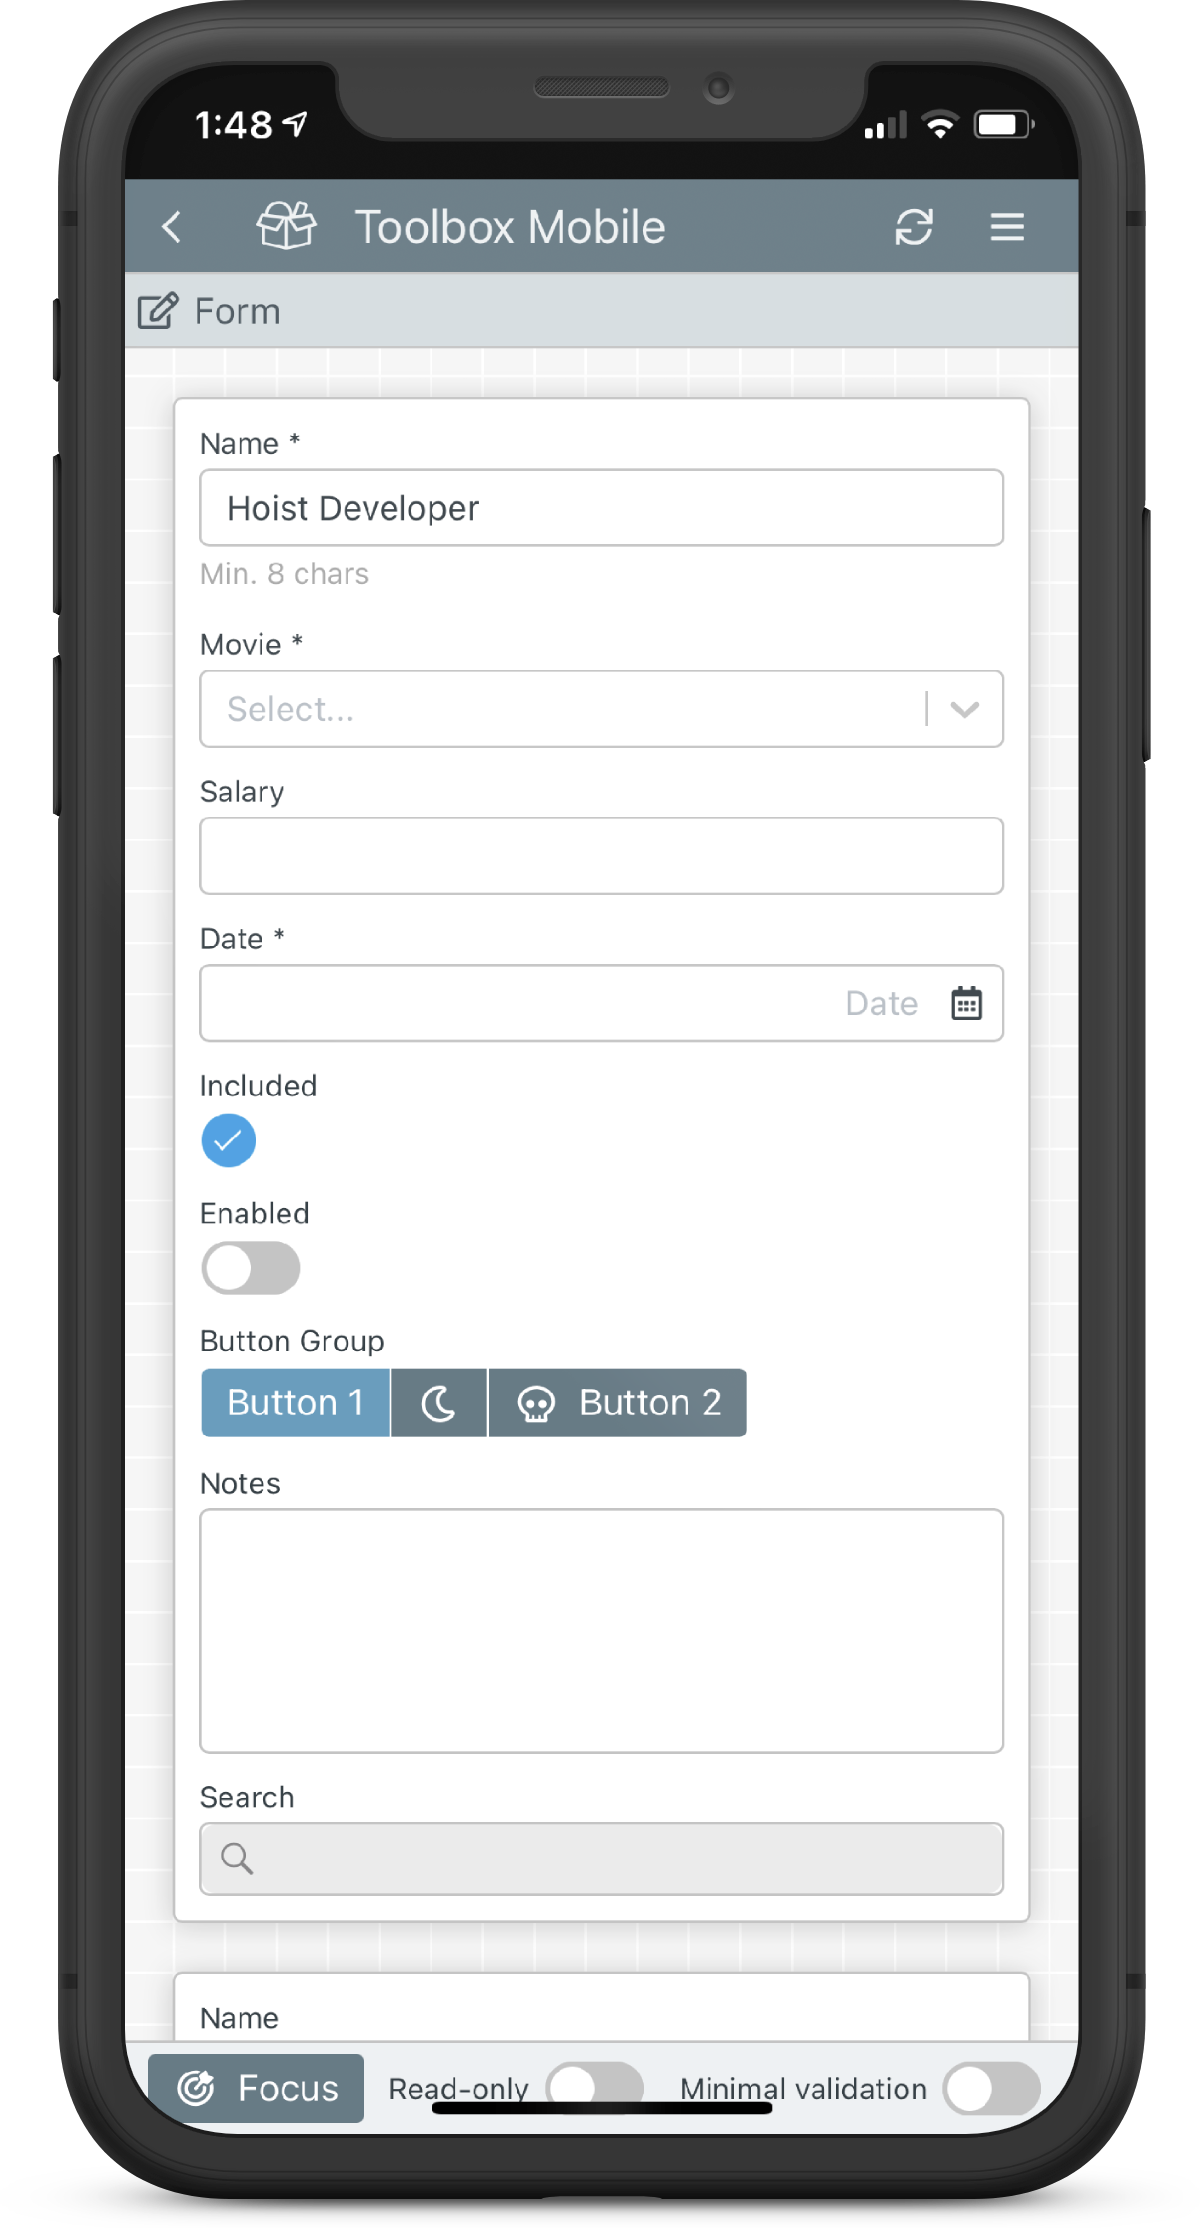 1:48
Toolbox Mobile
Form
Name *
Hoist Developer
Min. 8 chars
Movie *
Select...
Salary
Date *
Date
Included
Enabled
Button Group
Button 1
Button 2
Notes
Search
Name
Focus Read-only Minimal validation